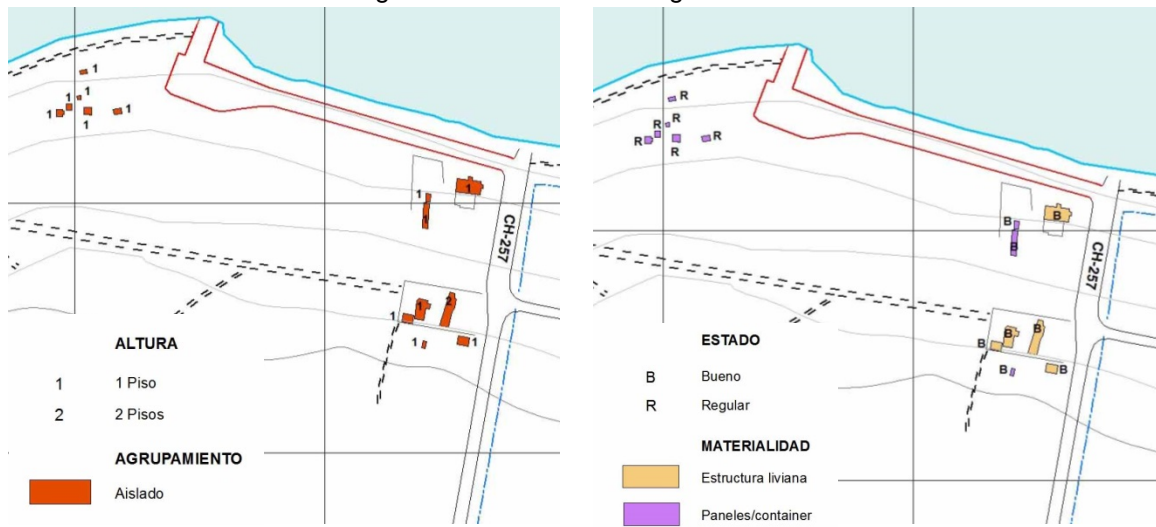 1
1
1
1
1
1
1
1
1
CH-257
1
2
1
1
1
ALTURA
1 1 Piso
2 2 Pisos
AGRUPAMIENTO
Aislado
R
R
R
R
R
R
B
B
B
CH-257
B
B
B
B
B
ESTADO
B Bueno
R Regular
MATERIALIDAD
Estructura liviana
Paneles/container